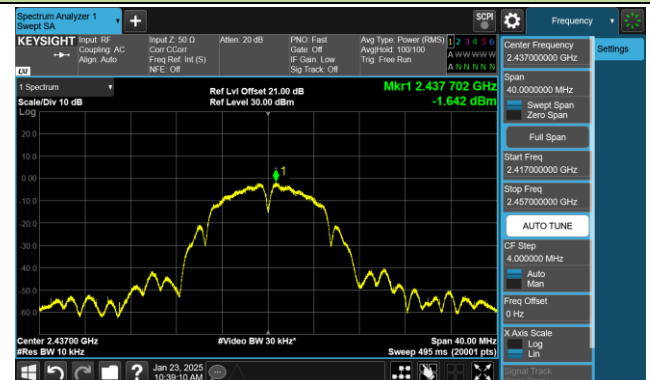 Spectrum Analyzer 1
Swept SA
SCPI
Frequency
KEYSIGHT
Input: RF
Coupling: AC
Align: Auto
Input Z: 50 Ω
Corr CCorr
Freq Ref: Int (S)
NFE: Off
Atten: 20 dB
PNO: Fast
Gate: Off
IF Gain: Low
Sig Track: Off
Avg Type: Power (RMS)
Avg|Hold: 100/100
Trig: Free Run
1 2 3 4 5 6
A W W W W W
A N N N N N
LXI
1 Spectrum
Scale/Div 10 dB
Log
Ref Lvl Offset 21.00 dB
Ref Level 30.00 dBm
Mkr1 2.437 702 GHz
-1.642 dBm
20.0
10.0
0.00
-10.0
-20.0
-30.0
-40.0
-50.0
-60.0
1
Center 2.43700 GHz
#Res BW 10 kHz
#Video BW 30 kHz*
Span 40.00 MHz
Sweep 495 ms (20001 pts)
Jan 23, 2025
10:39:10 AM
Center Frequency
2.437000000 GHz
Settings
Span
40.0000000 MHz
Swept Span
Zero Span
Full Span
Start Freq
2.417000000 GHz
Stop Freq
2.457000000 GHz
AUTO TUNE
CF Step
4.000000 MHz
Auto
Man
Freq Offset
0 Hz
X Axis Scale
Log
Lin
Signal Track